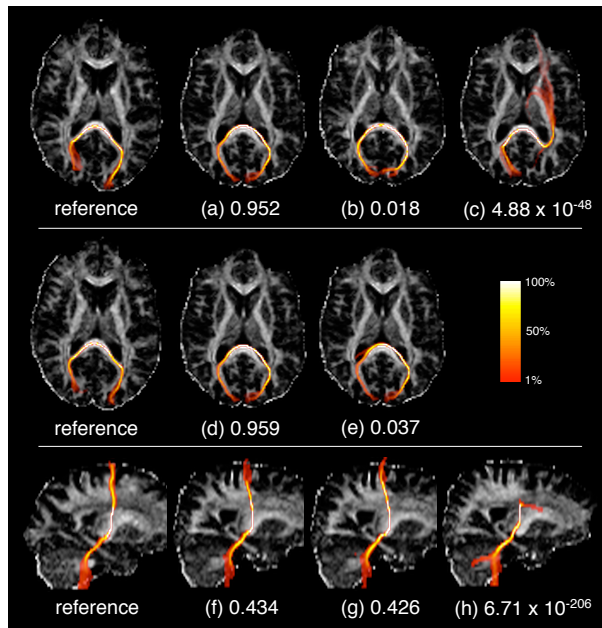 reference (a) 0.952 (b) 0.018 (c) 4.88 x 10⁻⁴⁸
100%
50%
1%
reference (d) 0.959 (e) 0.037
reference (f) 0.434 (g) 0.426 (h) 6.71 x 10⁻²⁰⁶